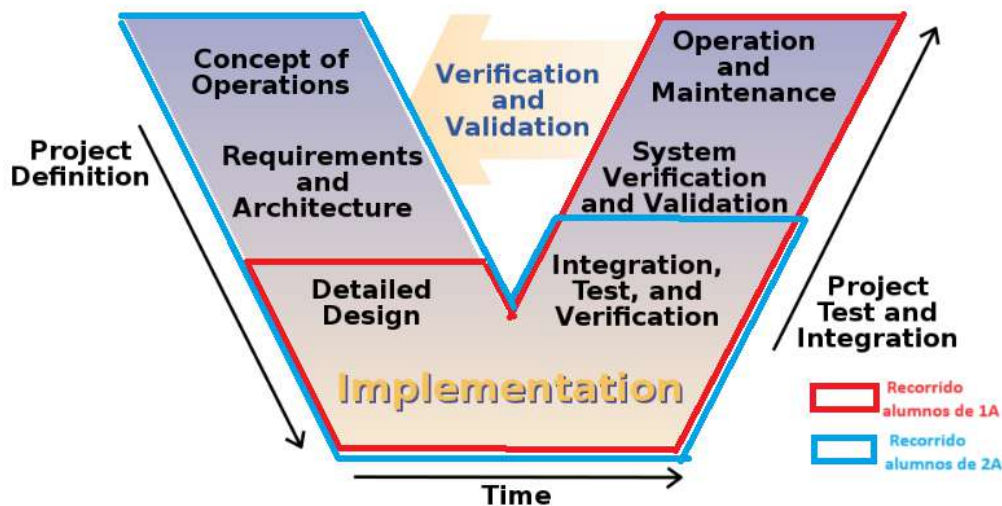 Concept of
Operations
Verification
and
Validation
Operation
and
Maintenance
Project
Definition
Requirements
and
Architecture
System
Verification
and Validation
Detailed
Design
Integration,
Test, and
Verification
Project
Test and
Integration
Implementation
Recorrido
alumnos de 1A
Recorrido
alumnos de 2A
Time